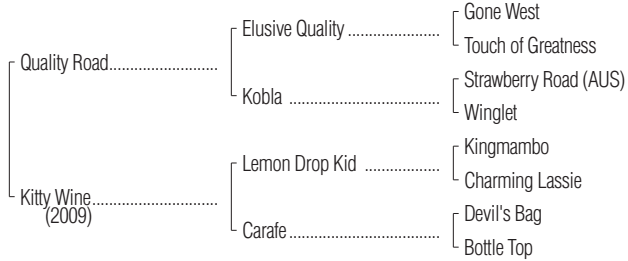 Gone West
Elusive Quality
Touch of Greatness
Quality Road
Strawberry Road (AUS)
Kobla
Winglet
Kingmambo
Lemon Drop Kid
Charming Lassie
Kitty Wine
(2009)
Devil's Bag
Carafe
Bottle Top